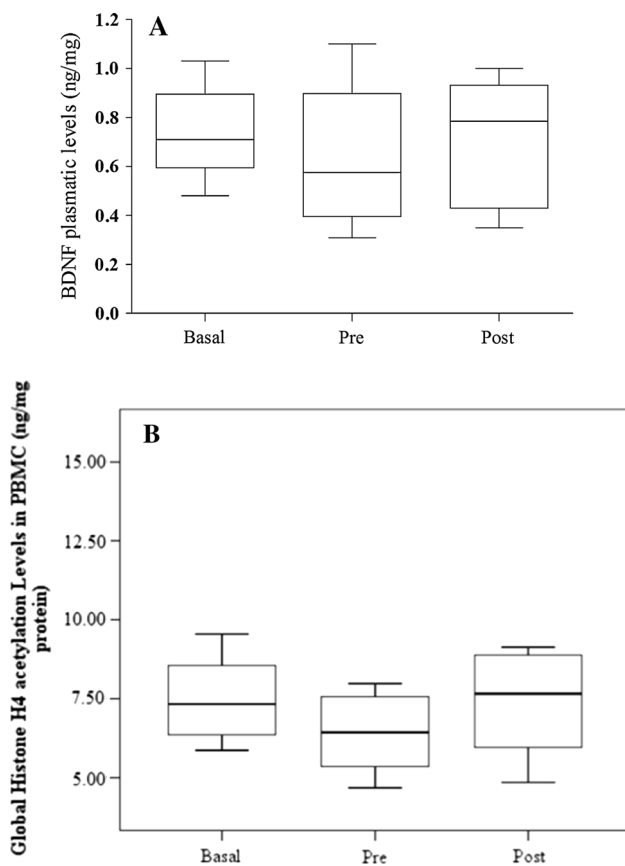 A
BDNF plasmatic levels (ng/mg)
1.2
1.0
0.8
0.6
0.4
0.2
0.0
Basal Pre Post
B
Global Histone H4 acetylation Levels in PBMC (ng/mg
protein)
15.00
12.50
10.00
7.50
5.00
Basal Pre Post